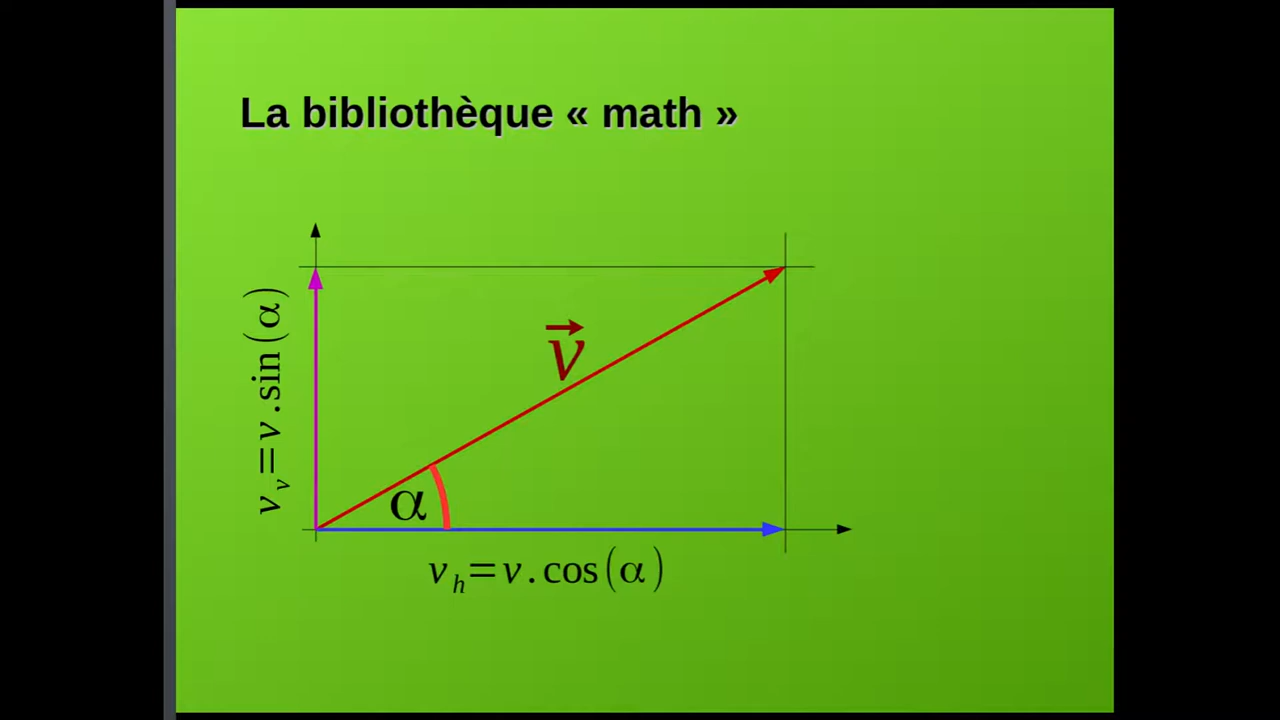 La bibliothèque « math »
v⃗
v_v=v.sin(α)
α
v_h=v.cos(α)